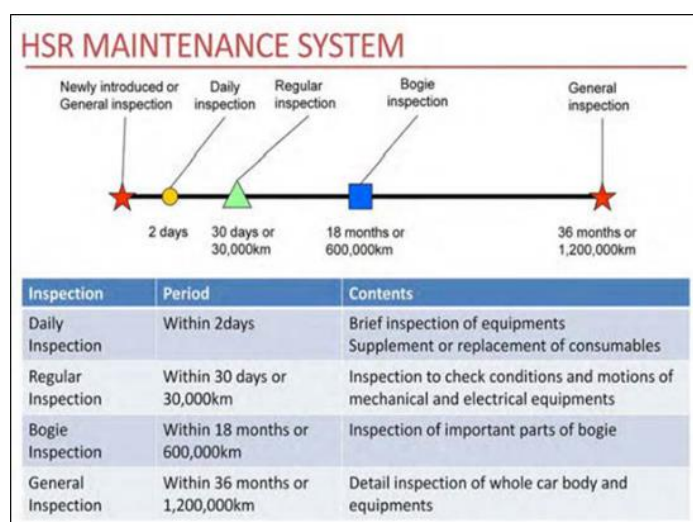 HSR MAINTENANCE SYSTEM
Newly introduced or
General inspection
Daily
inspection
Regular
inspection
Bogie
inspection
General
inspection
2 days
30 days or
30,000km
18 months or
600,000km
36 months or
1,200,000km
Inspection Period Contents
Daily
Inspection
Within 2days
Brief inspection of equipments
Supplement or replacement of consumables
Regular
Inspection
Within 30 days or
30,000km
Inspection to check conditions and motions of
mechanical and electrical equipments
Bogie
Inspection
Within 18 months or
600,000km
Inspection of important parts of bogie
General
Inspection
Within 36 months or
1,200,000km
Detail inspection of whole car body and
equipments